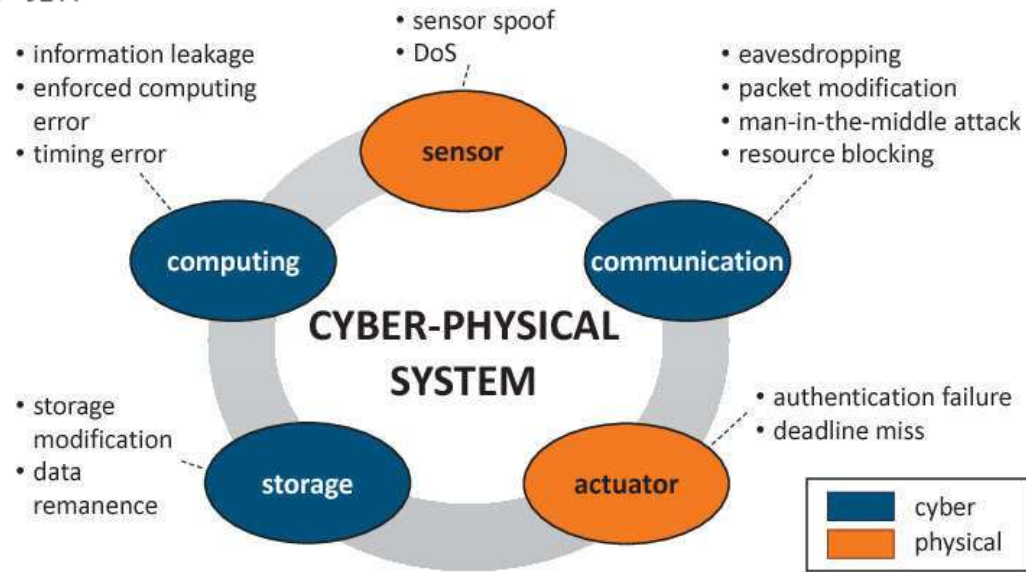 • sensor spoof
• DoS
• information leakage
• enforced computing
error
• timing error
• eavesdropping
• packet modification
• man-in-the-middle attack
• resource blocking
sensor
computing
communication
CYBER-PHYSICAL
SYSTEM
• storage
modification
• data
remanence
storage
actuator
• authentication failure
• deadline miss
cyber
physical